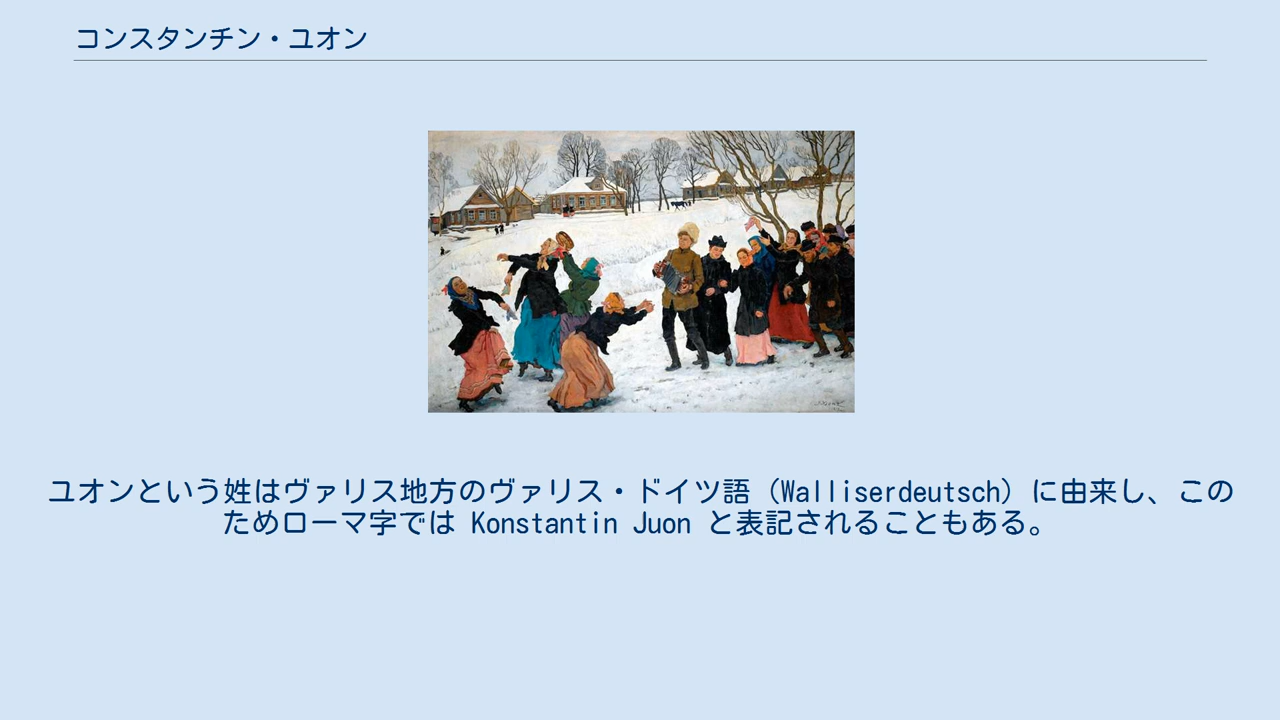 コンスタンチン・ユオン
ユオンという姓はヴァリス地方のヴァリス・ドイツ語 (Walliserdeutsch) に由来し、この
ためローマ字では Konstantin Juon と表記されることもある。